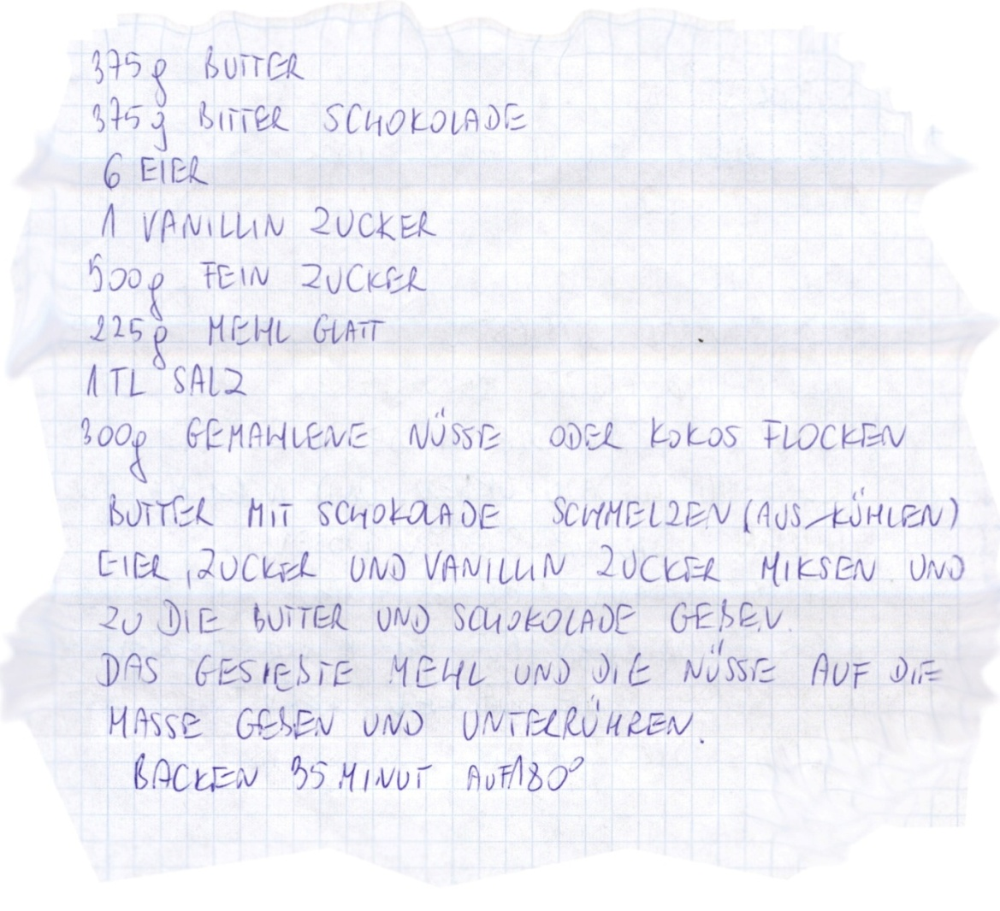 375g BUTTER
375g BITTER SCHOKOLADE
6 EIER
1 VANILLIN ZUCKER
500g FEIN ZUCKER
225g MEHL GLATT
1 TL SALZ
300g GEMAHLENE NÜSSE ODER KOKOS FLOCKEN
BUTTER MIT SCHOKOLADE SCHMELZEN (AUS-KÜHLEN)
EIER, ZUCKER UND VANILLIN ZUCKER MIKSEN UND
ZU DIE BUTTER UND SCHOKOLADE GEBEN.
DAS GESIEBTE MEHL UND DIE NÜSSE AUF DIE
MASSE GEBEN UND UNTERRÜHREN.
BACKEN 35 MINUT AUF 180°